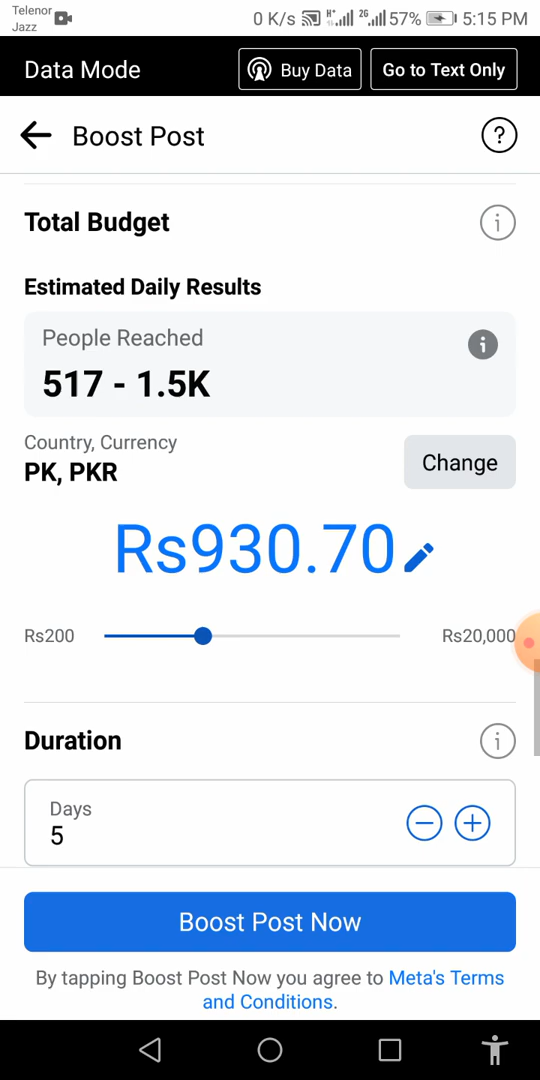 Telenor
Jazz
0 K/s H+ 2G 57% 5:15 PM
Data Mode
Buy Data
Go to Text Only
Boost Post
?
Total Budget
i
Estimated Daily Results
People Reached
i
517 - 1.5K
Country, Currency
PK, PKR
Change
Rs930.70
Rs200
Rs20,000
Duration
i
Days
5
Boost Post Now
By tapping Boost Post Now you agree to Meta's Terms
and Conditions.